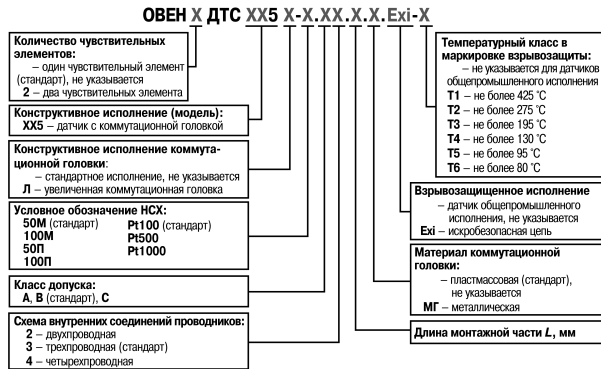 ОВЕН X ДТС XX5 X-X.XX.X.X.Exi-X
Количество чувствительных
элементов:
– один чувствительный элемент
(стандарт), не указывается
2 – два чувствительных элемента
Конструктивное исполнение (модель):
XX5 – датчик с коммутационной головкой
Конструктивное исполнение коммута-
ционной головки:
– стандартное исполнение, не указывается
Л – увеличенная коммутационная головка
Условное обозначение НСХ:
50М (стандарт) Pt100 (стандарт)
100М Pt500
50П Pt1000
100П
Класс допуска:
А, В (стандарт), С
Схема внутренних соединений проводников:
2 – двухпроводная
3 – трехпроводная (стандарт)
4 – четырехпроводная
Температурный класс в
маркировке взрывозащиты:
– не указывается для датчиков
общепромышленного исполнения
Т1 – не более 425 °С
Т2 – не более 275 °С
Т3 – не более 195 °С
Т4 – не более 130 °С
Т5 – не более 95 °С
Т6 – не более 80 °С
Взрывозащищенное исполнение
– датчик общепромышленного
исполнения, не указывается
Exi – искробезопасная цепь
Материал коммутационной
головки:
– пластмассовая (стандарт),
не указывается
МГ – металлическая
Длина монтажной части L, мм